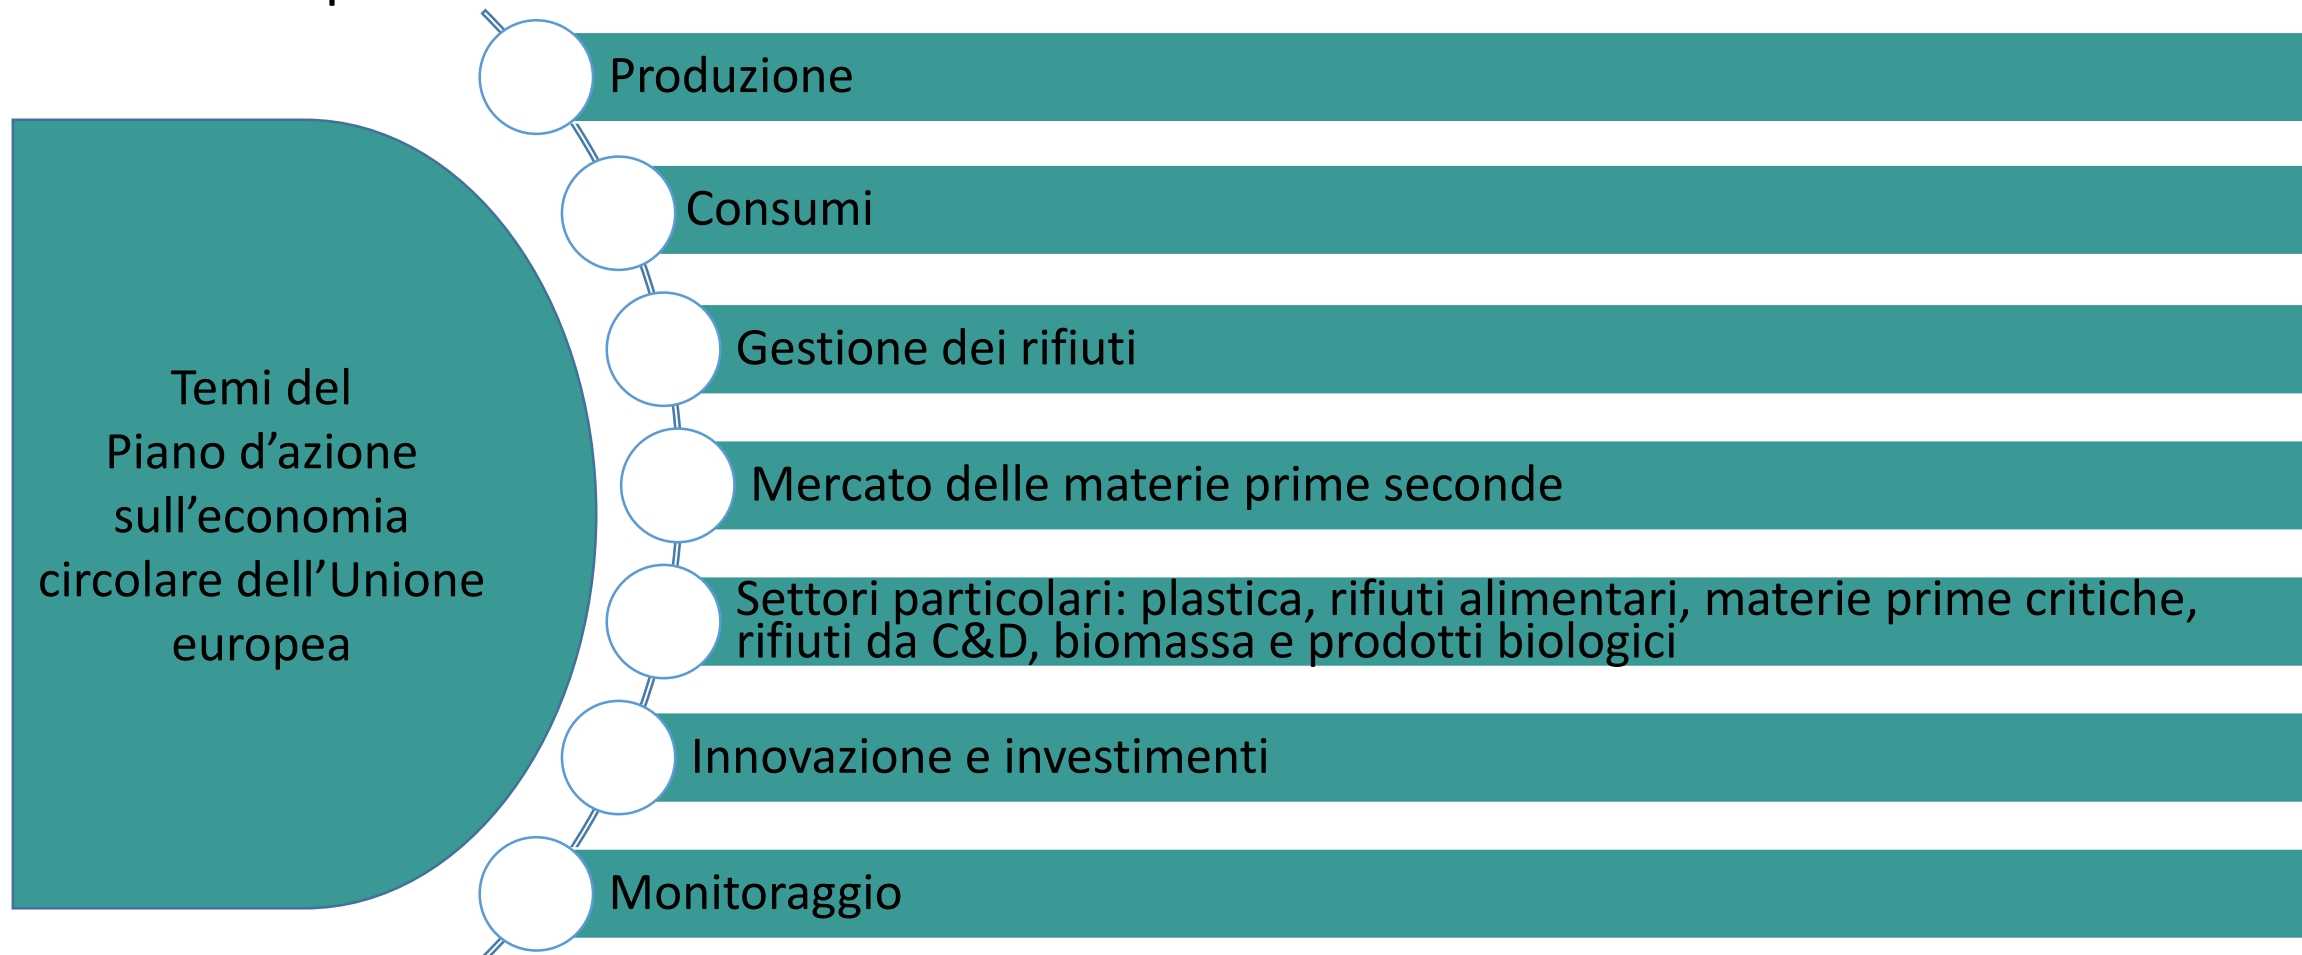 Temi del
Piano d’azione
sull’economia
circolare dell’Unione
europea
Produzione
Consumi
Gestione dei rifiuti
Mercato delle materie prime seconde
Settori particolari: plastica, rifiuti alimentari, materie prime critiche,
rifiuti da C&D, biomassa e prodotti biologici
Innovazione e investimenti
Monitoraggio